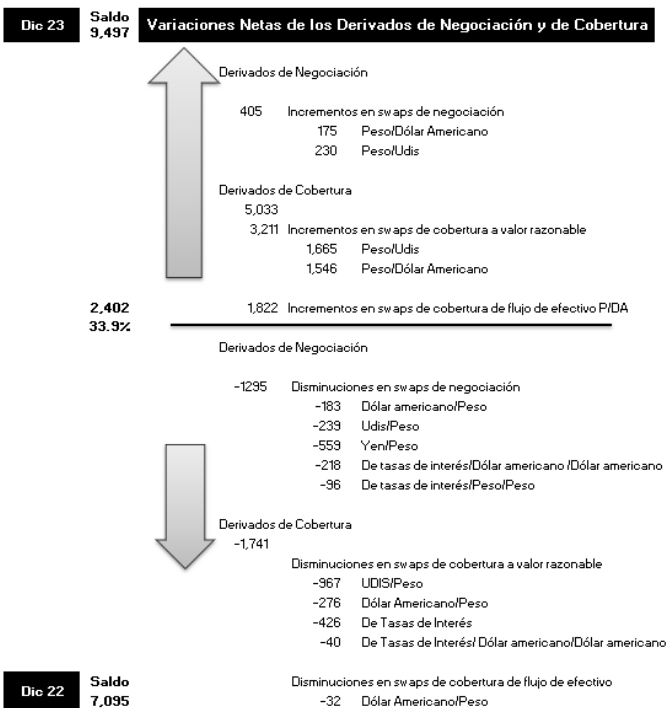 Dic 23 Saldo 9,497 Variaciones Netas de los Derivados de Negociación y de Cobertura
Derivados de Negociación
405 Incrementos en swaps de negociación
175 Peso/Dólar Americano
230 Peso/Udis
Derivados de Cobertura
5,033
3,211 Incrementos en swaps de cobertura a valor razonable
1,665 Peso/Udis
1,546 Peso/Dólar Americano
2,402 1,822 Incrementos en swaps de cobertura de flujo de efectivo P/DA
33.9%
Derivados de Negociación
-1295 Disminuciones en swaps de negociación
-183 Dólar americano/Peso
-239 Udis/Peso
-559 Yen/Peso
-218 De tasas de interés/Dólar americano /Dólar americano
-96 De tasas de interés/Peso/Peso
Derivados de Cobertura
-1,741
Disminuciones en swaps de cobertura a valor razonable
-967 UDIS/Peso
-276 Dólar Americano/Peso
-426 De Tasas de Interés
-40 De Tasas de Interés/ Dólar americano/Dólar americano
Dic 22 Saldo Disminuciones en swaps de cobertura de flujo de efectivo
7,095 -32 Dólar Americano/Peso